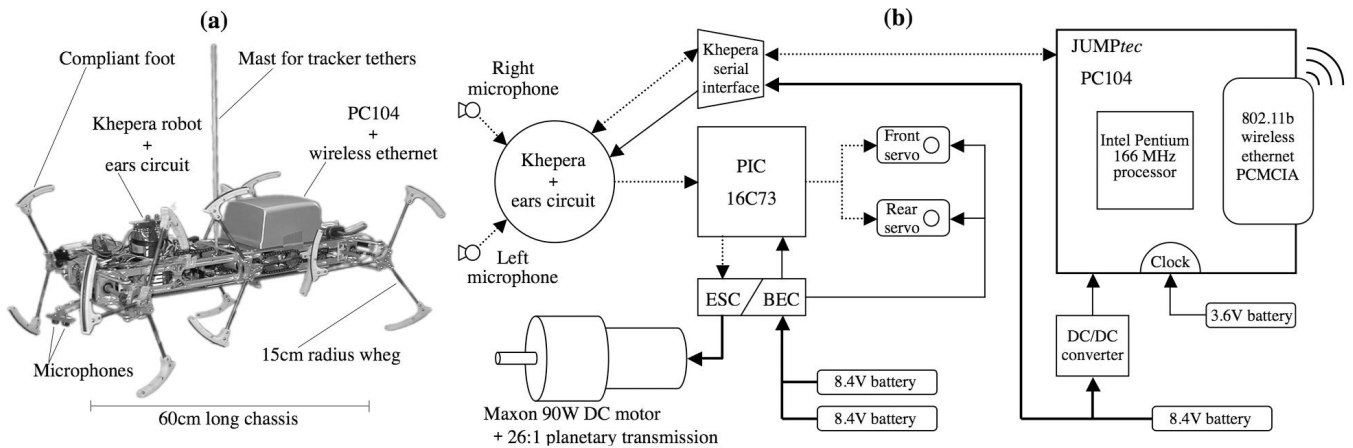 (a)
Compliant foot
Mast for tracker tethers
Khepera robot
+
ears circuit
PC104
+
wireless ethernet
Microphones
15cm radius wheg
60cm long chassis
(b)
Right
microphone
Khepera
+
ears circuit
Left
microphone
Khepera
serial
interface
PIC
16C73
Front
servo
Rear
servo
ESC
BEC
Maxon 90W DC motor
+ 26:1 planetary transmission
8.4V battery
8.4V battery
JUMPtec
PC104
Intel Pentium
166 MHz
processor
802.11b
wireless
ethernet
PCMCIA
Clock
3.6V battery
DC/DC
converter
8.4V battery